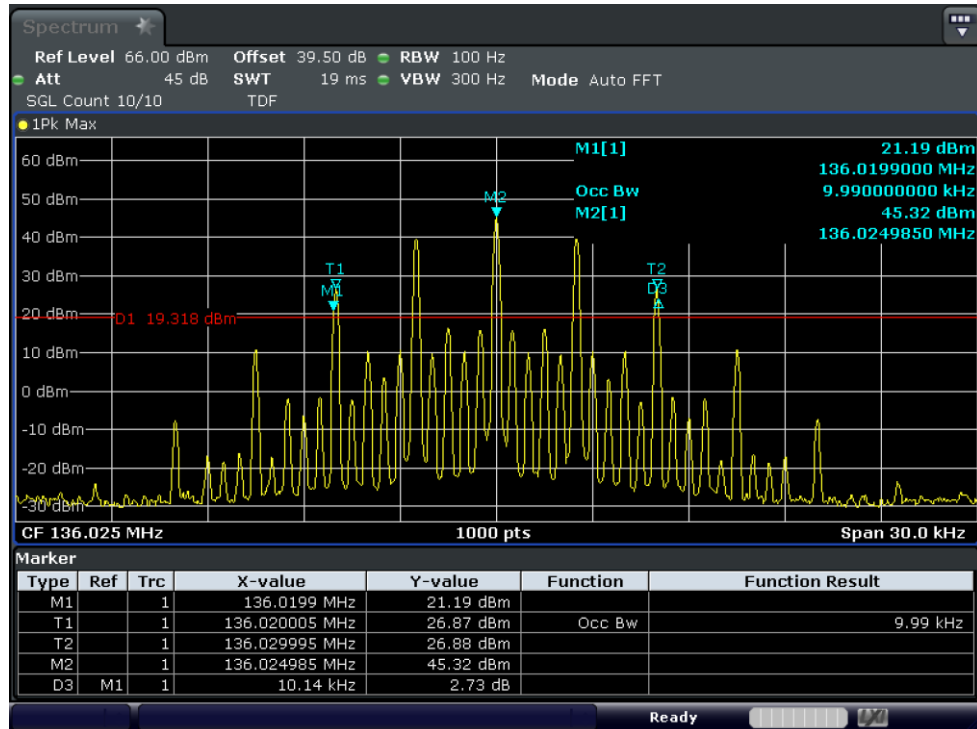 Spectrum
Ref Level 66.00 dBm Offset 39.50 dB RBW 100 Hz
Att 45 dB SWT 19 ms VBW 300 Hz Mode Auto FFT
SGL Count 10/10 TDF
1Pk Max
M1[1] 21.19 dBm
136.0199000 MHz
Occ Bw 9.990000000 kHz
M2[1] 45.32 dBm
136.0249850 MHz
60 dBm
50 dBm
M2
40 dBm
30 dBm
T1 T2
M1 D3
20 dBm
D1 19.318 dBm
10 dBm
0 dBm
-10 dBm
-20 dBm
-30 dBm
CF 136.025 MHz 1000 pts Span 30.0 kHz
Marker
Type Ref Trc X-value Y-value Function Function Result
M1 1 136.0199 MHz 21.19 dBm
T1 1 136.020005 MHz 26.87 dBm Occ Bw 9.99 kHz
T2 1 136.029995 MHz 26.88 dBm
M2 1 136.024985 MHz 45.32 dBm
D3 M1 1 10.14 kHz 2.73 dB
Ready
LXI